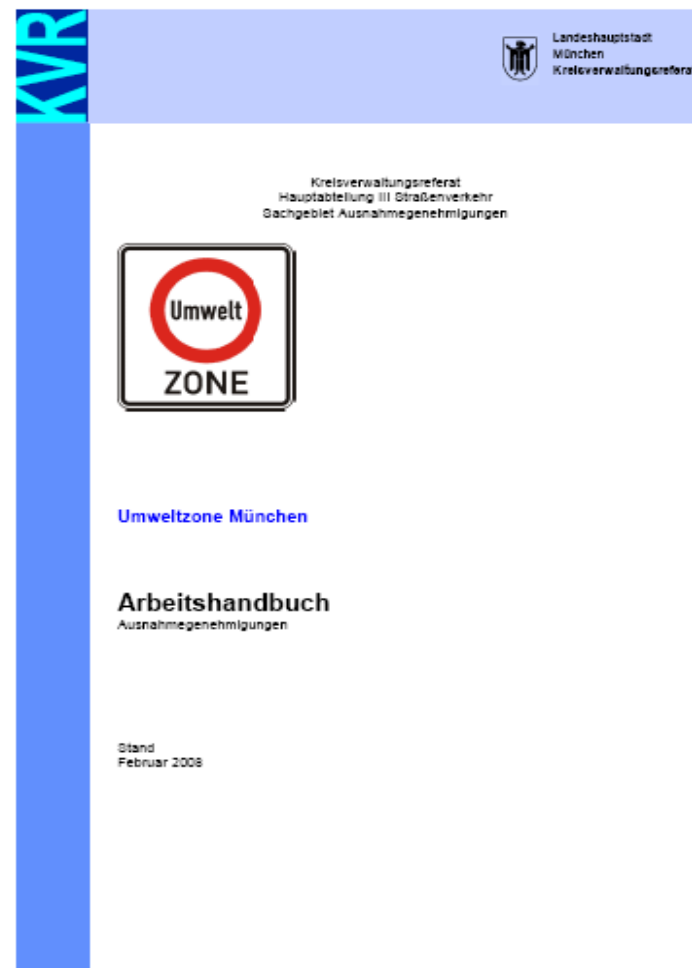 KVR
Landeshauptstadt
München
Kreisverwaltungsreferat
Kreisverwaltungsreferat
Hauptabteilung III Straßenverkehr
Sachgebiet Ausnahmegenehmigungen
Umwelt
ZONE
Umweltzone München
Arbeitshandbuch
Ausnahmegenehmigungen
Stand
Februar 2008